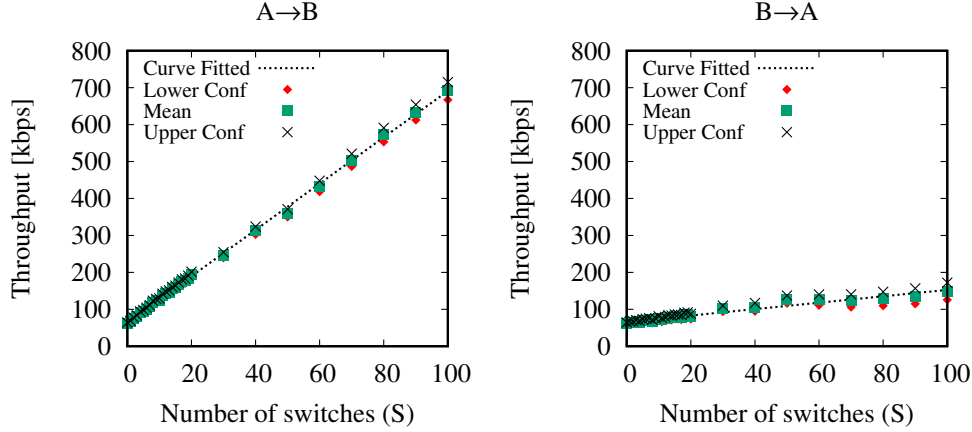 A→B
800
700
600
500
400
300
200
100
0
Throughput [kbps]
Curve Fitted
Lower Conf
Mean
Upper Conf
0 20 40 60 80 100
Number of switches (S)
B→A
800
700
600
500
400
300
200
100
0
Throughput [kbps]
Curve Fitted
Lower Conf
Mean
Upper Conf
0 20 40 60 80 100
Number of switches (S)